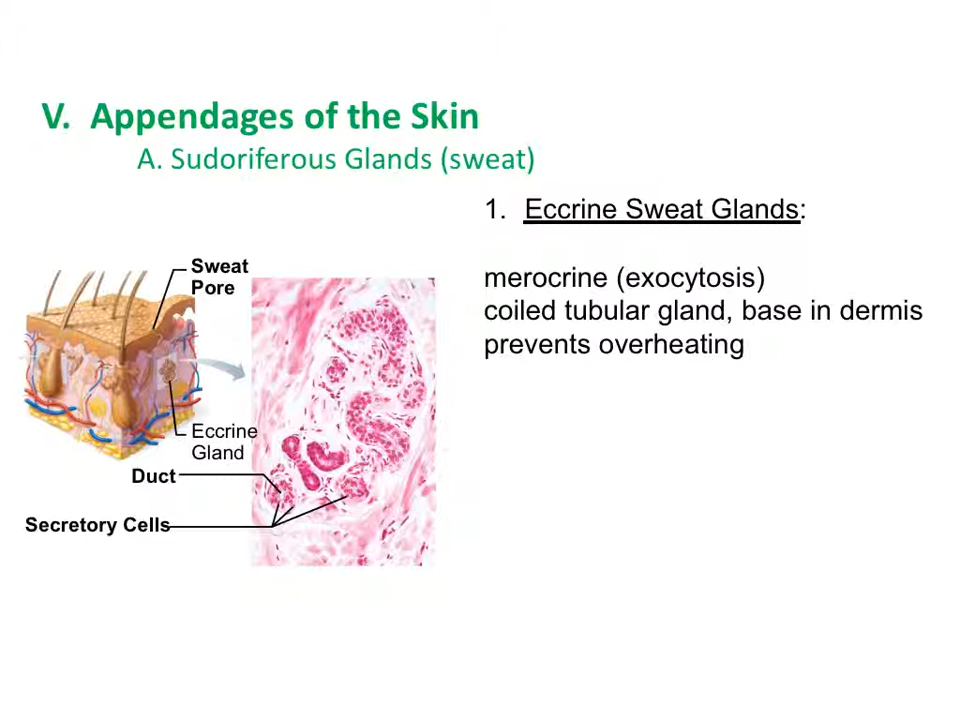 V. Appendages of the Skin
A. Sudoriferous Glands (sweat)
1. Eccrine Sweat Glands:
merocrine (exocytosis)
coiled tubular gland, base in dermis
prevents overheating
Sweat
Pore
Eccrine
Gland
Duct
Secretory Cells